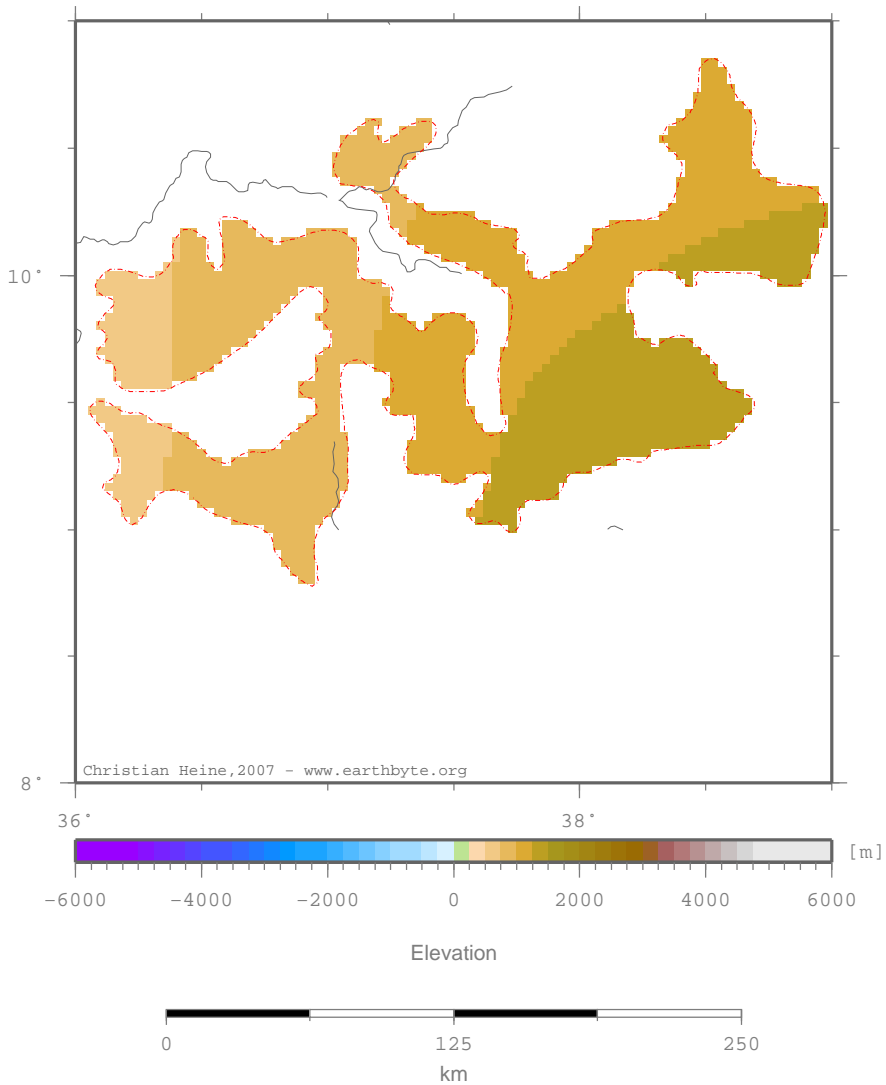 10°
8°
Christian Heine,2007 - www.earthbyte.org
36° 38°
[m]
-6000 -4000 -2000 0 2000 4000 6000
Elevation
0 125 250
km